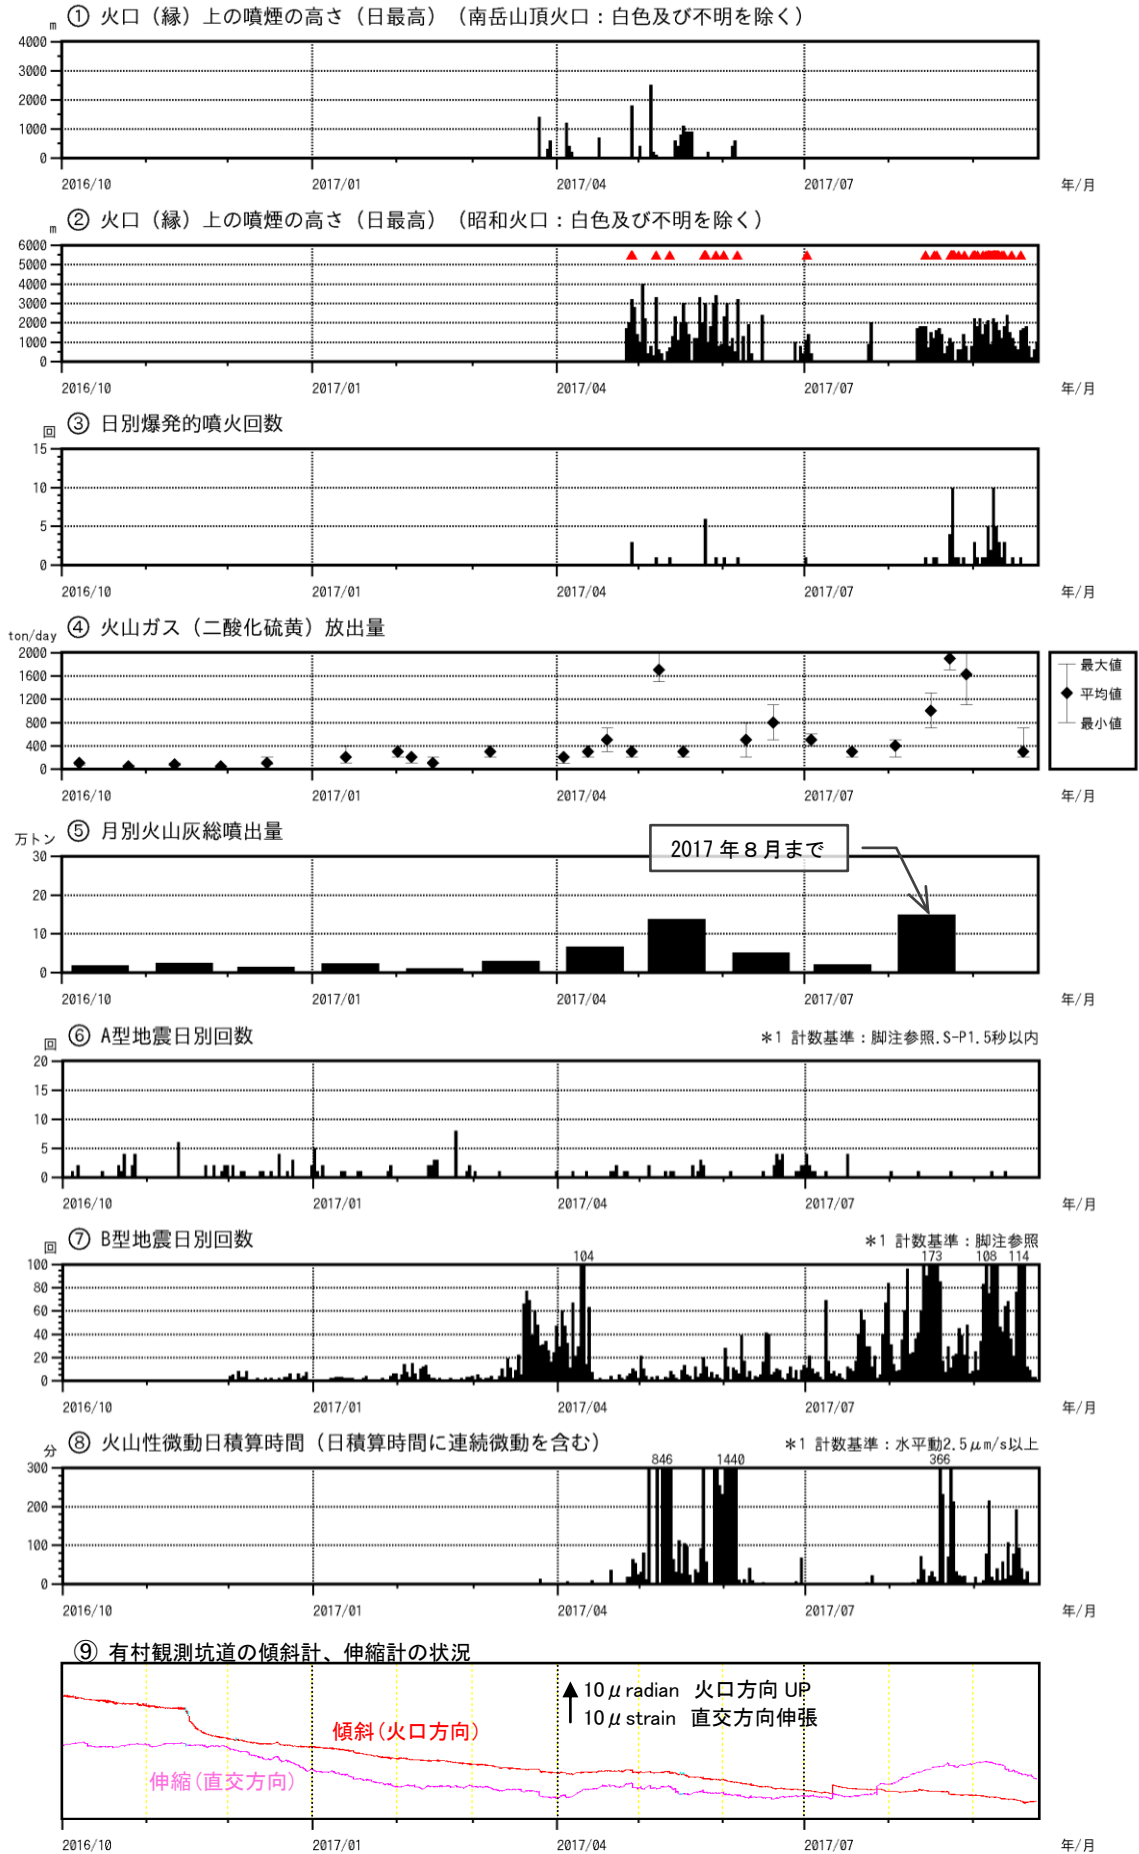 ① 火口（縁）上の噴煙の高さ（日最高）（南岳山頂火口：白色及び不明を除く）
m
4000
3000
2000
1000
0
2016/10 2017/01 2017/04 2017/07 年/月
② 火口（縁）上の噴煙の高さ（日最高）（昭和火口：白色及び不明を除く）
m
6000
5000
4000
3000
2000
1000
0
2016/10 2017/01 2017/04 2017/07 年/月
③ 日別爆発的噴火回数
回
15
10
5
0
2016/10 2017/01 2017/04 2017/07 年/月
④ 火山ガス（二酸化硫黄）放出量
ton/day
2000
1600
1200
800
400
0
最大値
平均値
最小値
2016/10 2017/01 2017/04 2017/07 年/月
⑤ 月別火山灰総噴出量
万トン
30
20
10
0
2017年８月まで
2016/10 2017/01 2017/04 2017/07 年/月
⑥ A型地震日別回数 ＊1 計数基準：脚注参照.S-P1.5秒以内
回
20
15
10
5
0
2016/10 2017/01 2017/04 2017/07 年/月
⑦ B型地震日別回数 ＊1 計数基準：脚注参照
回
104 173 108 114
100
80
60
40
20
0
2016/10 2017/01 2017/04 2017/07 年/月
⑧ 火山性微動日積算時間（日積算時間に連続微動を含む） ＊1 計数基準：水平動2.5μm/s以上
分
846 1440 366
300
200
100
0
2016/10 2017/01 2017/04 2017/07 年/月
⑨ 有村観測坑道の傾斜計、伸縮計の状況
10μradian 火口方向 UP
10μstrain 直交方向伸張
傾斜(火口方向)
伸縮(直交方向)
2016/10 2017/01 2017/04 2017/07 年/月